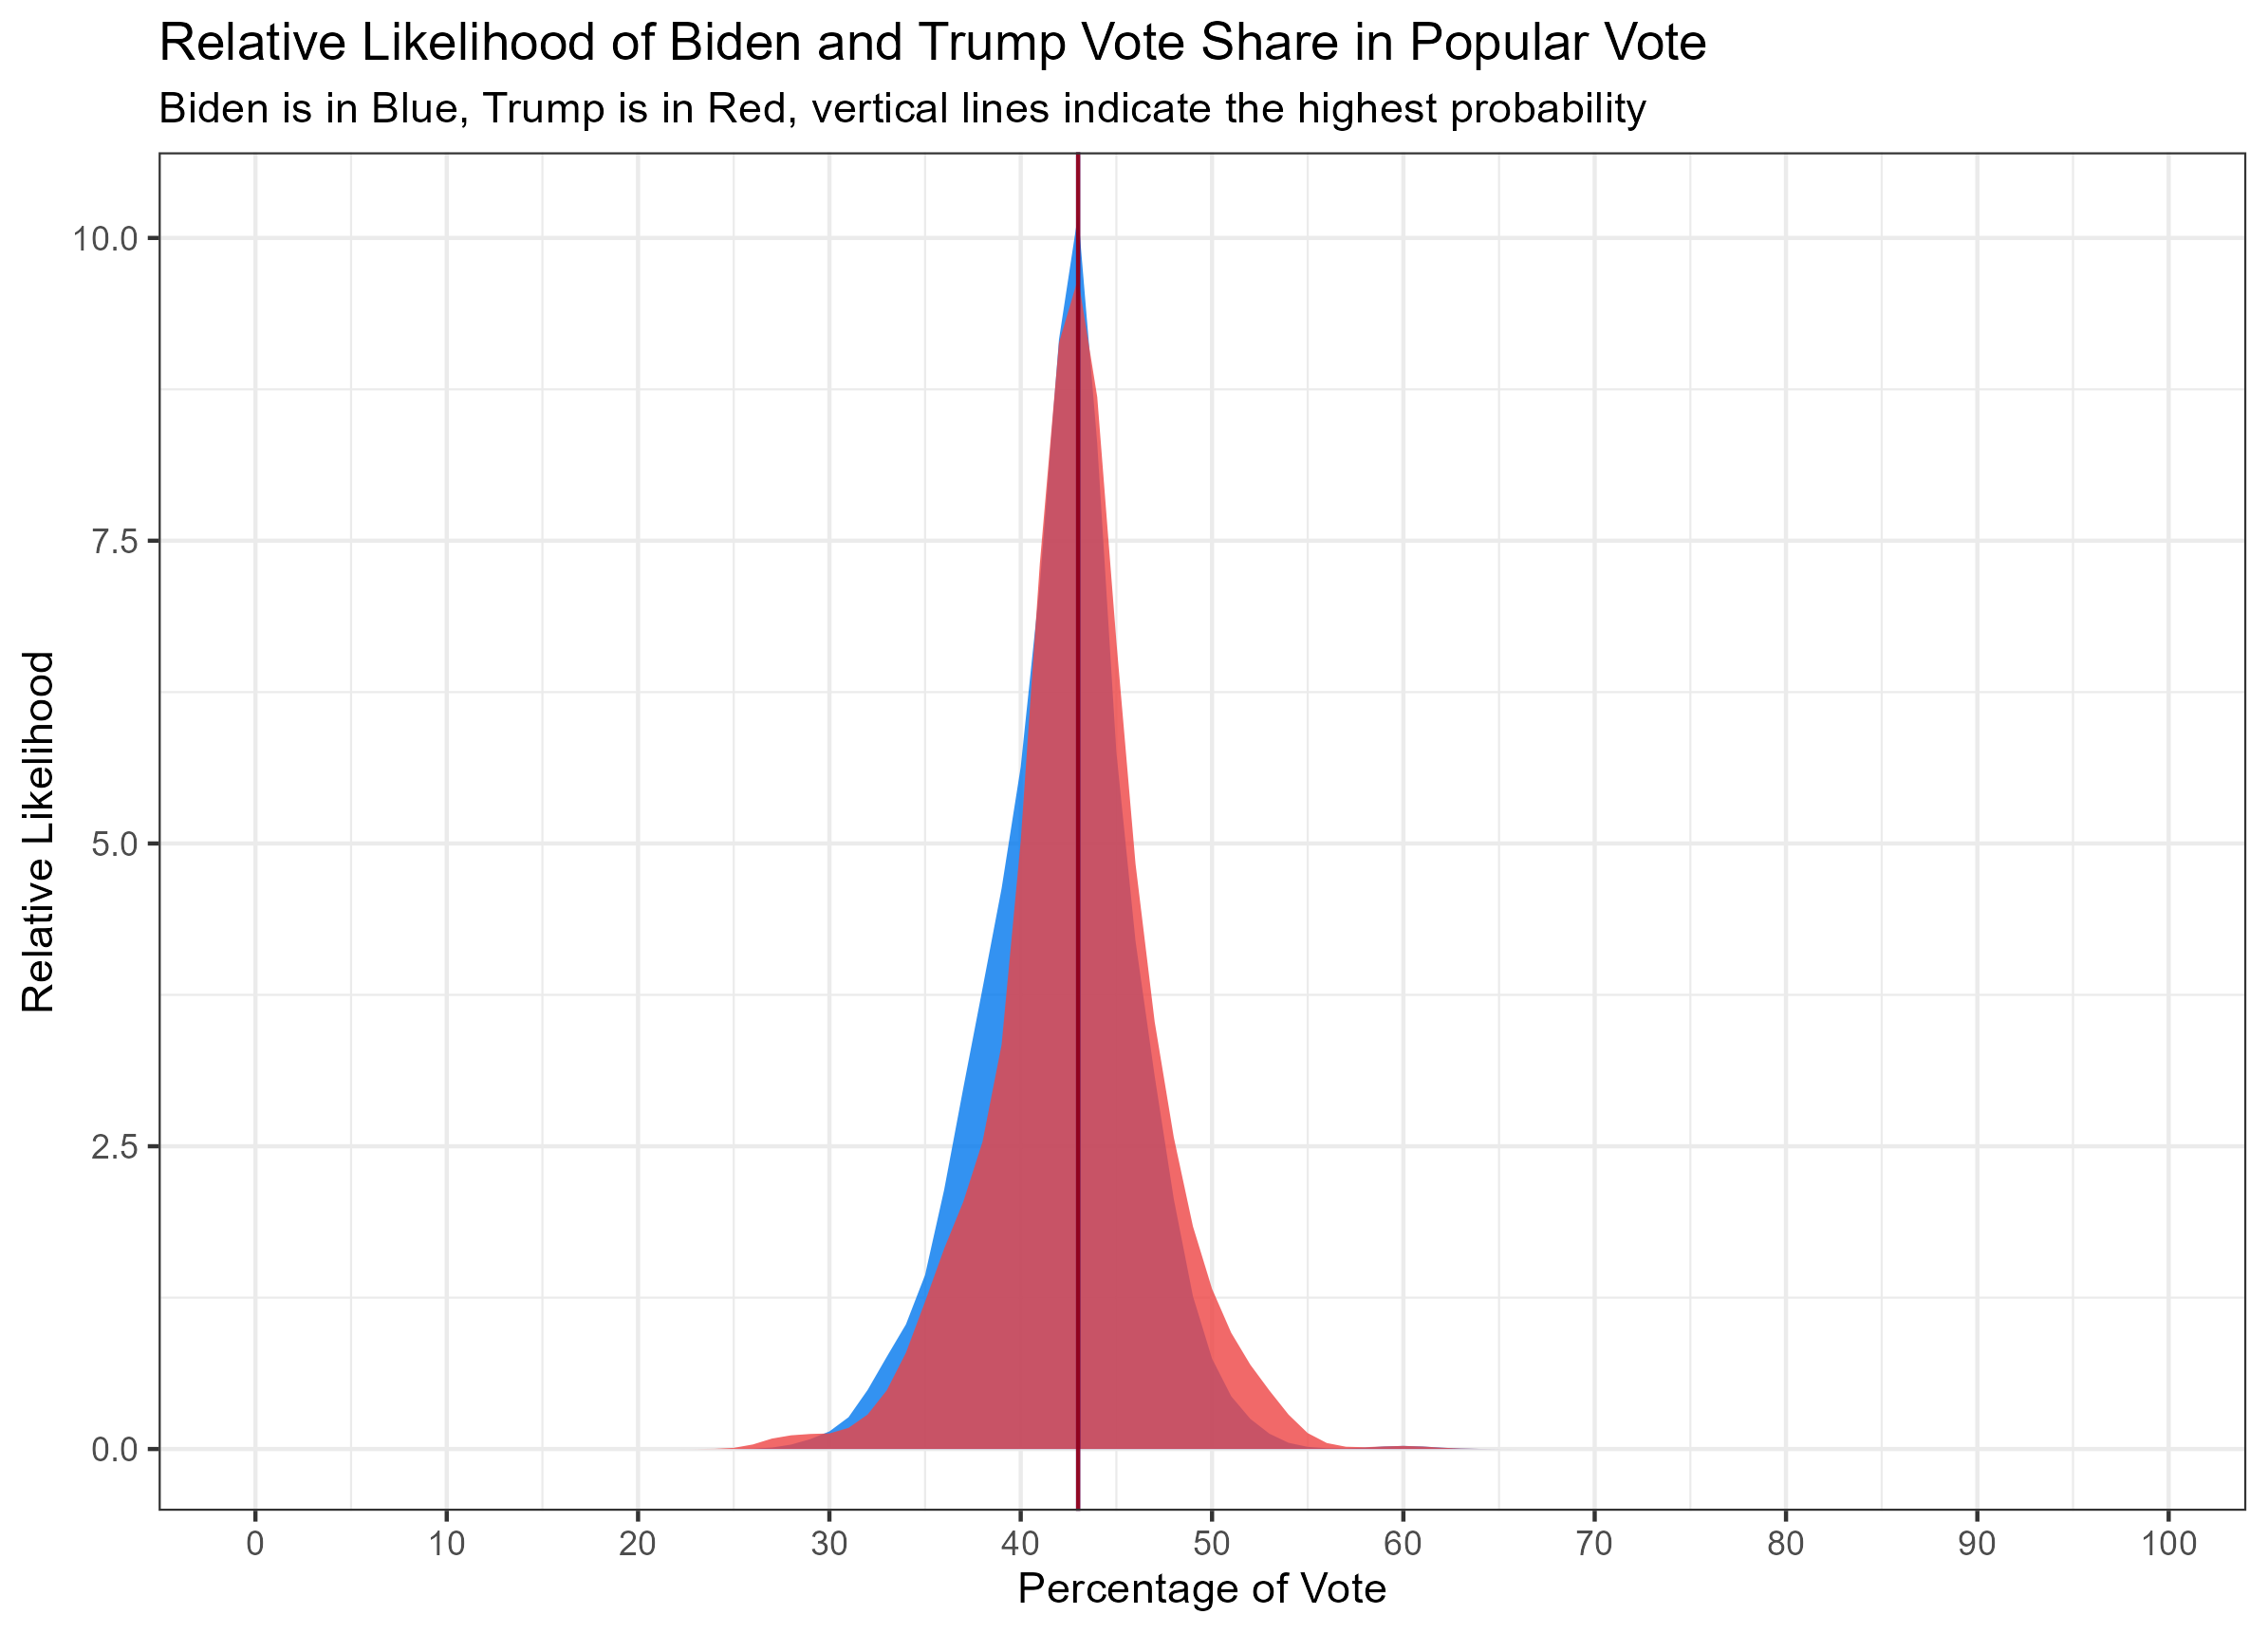 Relative Likelihood of Biden and Trump Vote Share in Popular Vote
Biden is in Blue, Trump is in Red, vertical lines indicate the highest probability
Relative Likelihood
10.0
7.5
5.0
2.5
0.0
0 10 20 30 40 50 60 70 80 90 100
Percentage of Vote